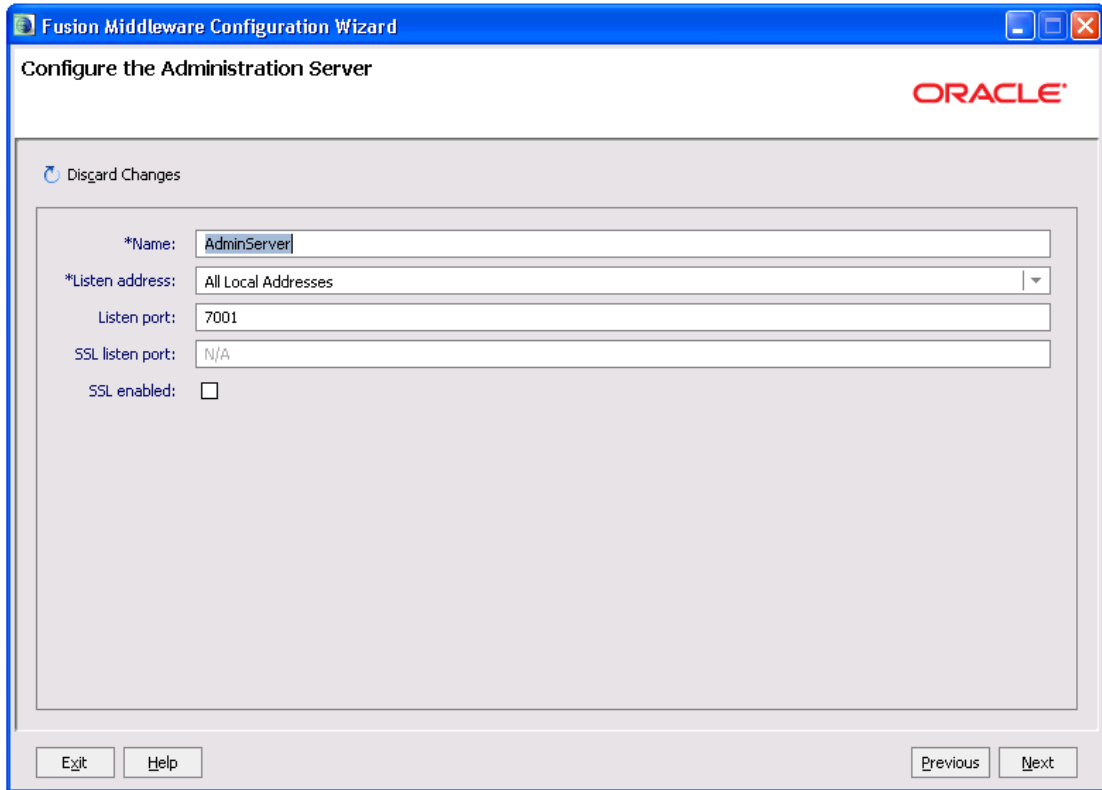 Fusion Middleware Configuration Wizard
Configure the Administration Server
ORACLE
Discard Changes
*Name: AdminServer
*Listen address: All Local Addresses
Listen port: 7001
SSL listen port: N/A
SSL enabled:
Exit Help Previous Next